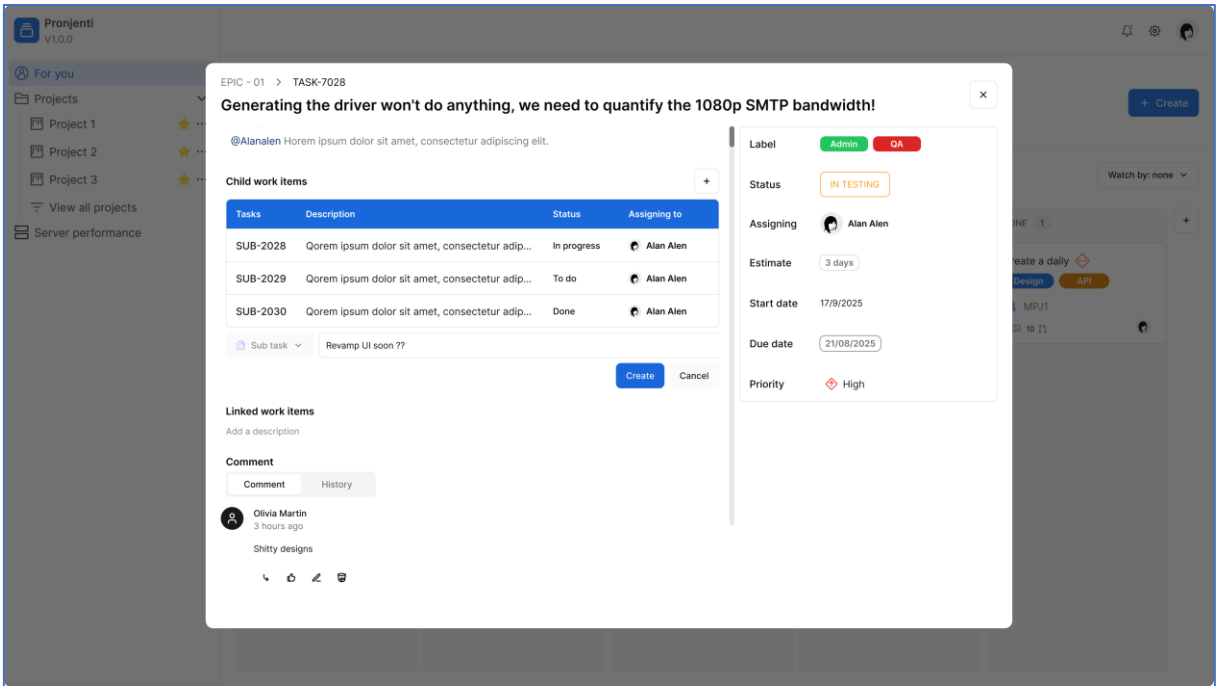 Pronjenti
V1.0.0
For you
Projects
Project 1
Project 2
Project 3
View all projects
Server performance
Create
Watch by: none
1
Design API
MPJ1
10
EPIC - 01 > TASK-7028
Generating the driver won't do anything, we need to quantify the 1080p SMTP bandwidth!
@Alanalen Horem ipsum dolor sit amet, consectetur adipiscing elit.
Child work items
Tasks Description Status Assigning to
SUB-2028 Qorem ipsum dolor sit amet, consectetur adip... In progress Alan Alen
SUB-2029 Qorem ipsum dolor sit amet, consectetur adip... To do Alan Alen
SUB-2030 Qorem ipsum dolor sit amet, consectetur adip... Done Alan Alen
Sub task Revamp UI soon ??
Create Cancel
Linked work items
Add a description
Comment
Comment History
Olivia Martin
3 hours ago
Shitty designs
Label Admin QA
Status IN TESTING
Assigning Alan Alen
Estimate 3 days
Start date 17/9/2025
Due date 21/08/2025
Priority High